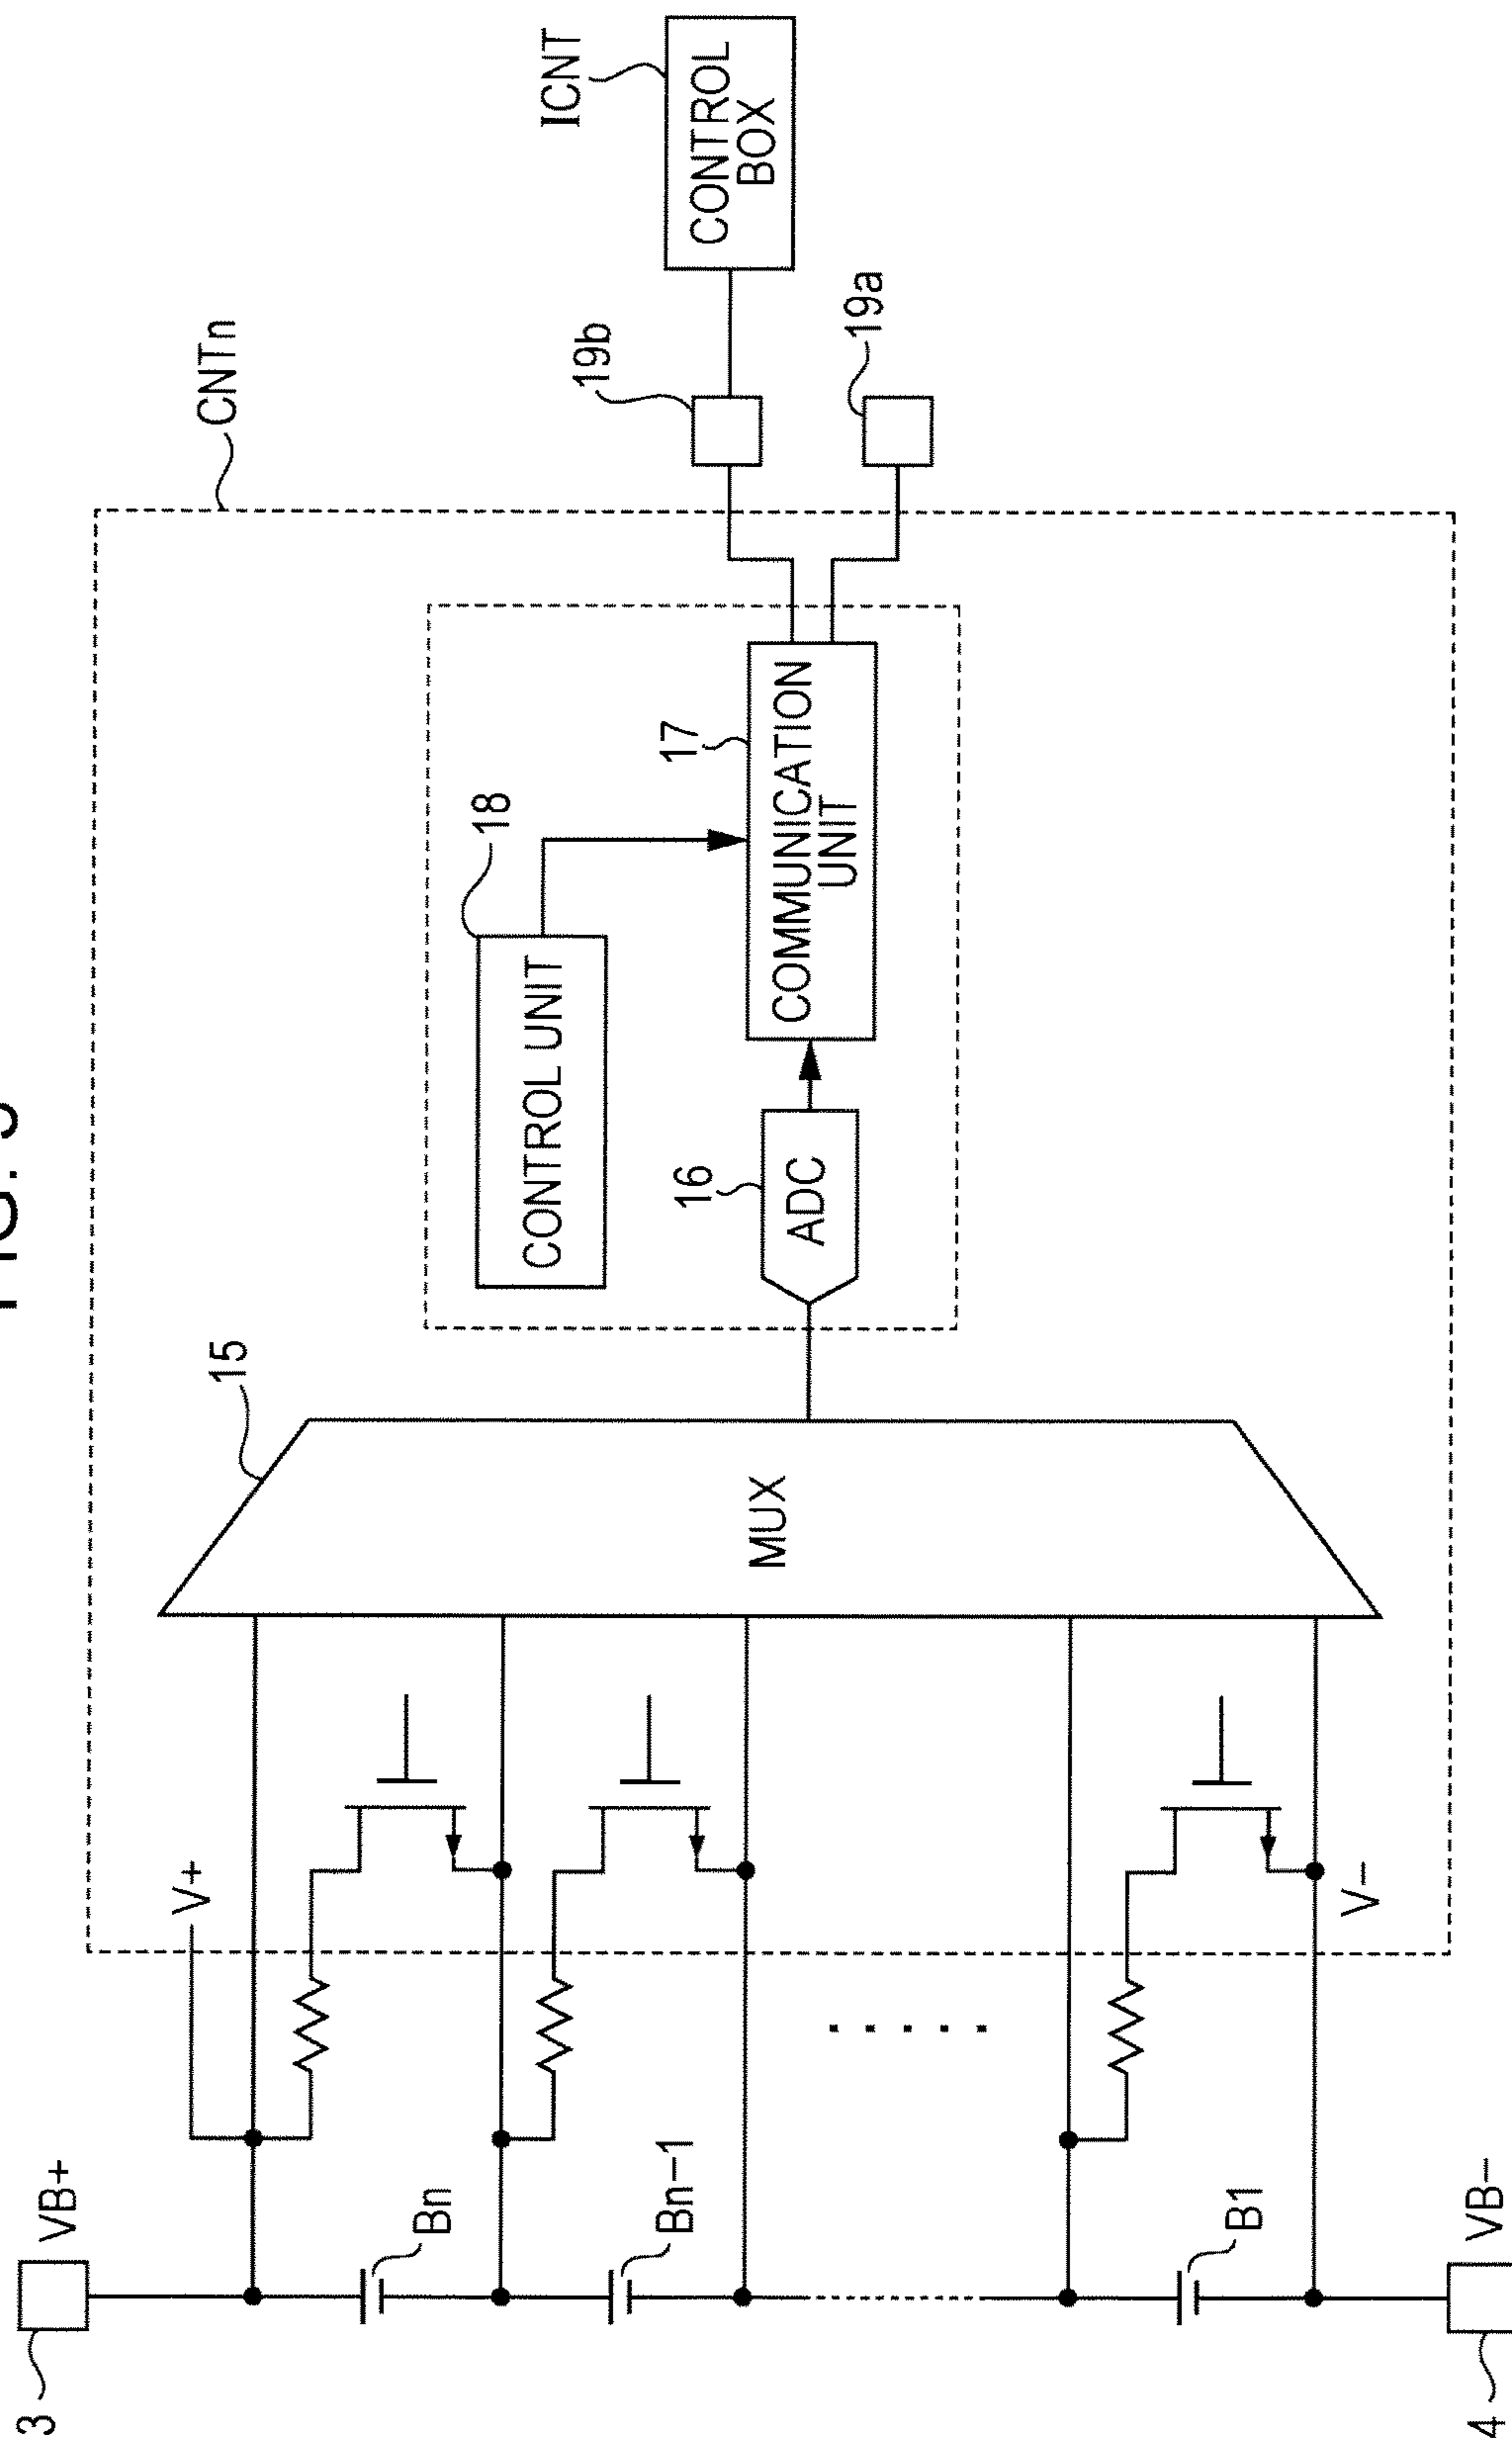 FIG.
3
VB+
V+
15
CNTn
Bn
18
CONTROL UNIT
ICNT
19b
Bn−1
16
17
CONTROL
BOX
MUX
ADC
COMMUNICATION
UNIT
19a
B1
V−
4
VB−